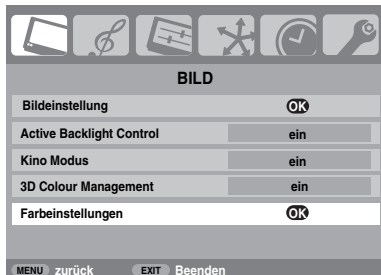 BILD
Bildeinstellung OK
Active Backlight Control ein
Kino Modus ein
3D Colour Management ein
Farbeinstellungen OK
MENU zurück EXIT Beenden